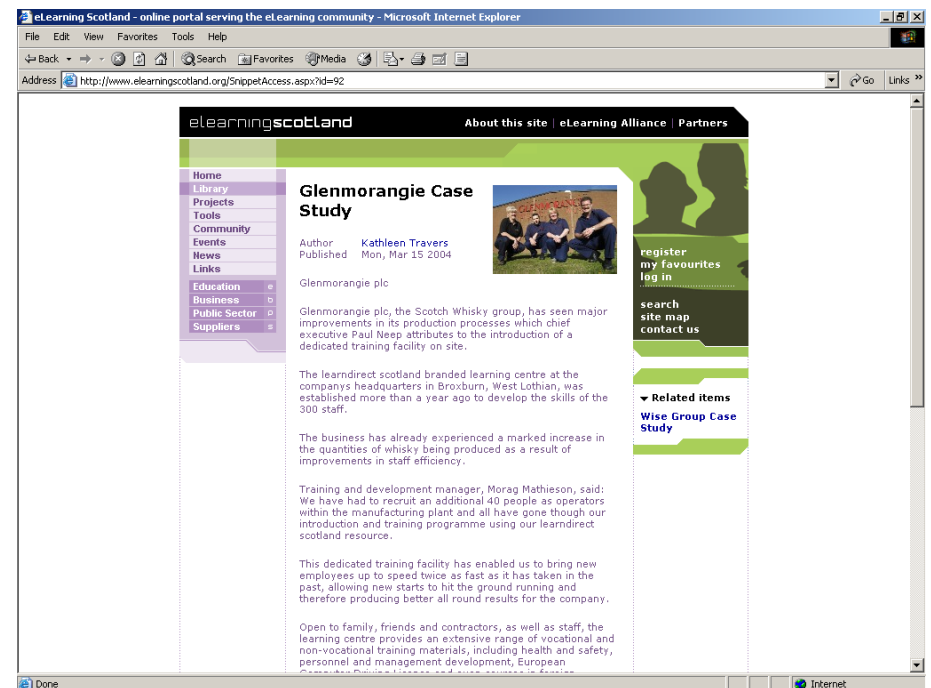 eLearning Scotland - online portal serving the eLearning community - Microsoft Internet Explorer
File Edit View Favorites Tools Help
Back Search Favorites Media
Address http://www.elearningscotland.org/SnippetAccess.aspx?id=92 Go Links »
elearningscotland
About this site | eLearning Alliance | Partners
Home
Library
Projects
Tools
Community
Events
News
Links
Education e
Business b
Public Sector p
Suppliers s
Glenmorangie Case
Study
GLENMORANGIE
Author Kathleen Travers
Published Mon, Mar 15 2004
Glenmorangie plc
Glenmorangie plc, the Scotch Whisky group, has seen major
improvements in its production processes which chief
executive Paul Neep attributes to the introduction of a
dedicated training facility on site.
The learndirect scotland branded learning centre at the
companys headquarters in Broxburn, West Lothian, was
established more than a year ago to develop the skills of the
300 staff.
The business has already experienced a marked increase in
the quantities of whisky being produced as a result of
improvements in staff efficiency.
Training and development manager, Morag Mathieson, said:
We have had to recruit an additional 40 people as operators
within the manufacturing plant and all have gone though our
introduction and training programme using our learndirect
scotland resource.
This dedicated training facility has enabled us to bring new
employees up to speed twice as fast as it has taken in the
past, allowing new starts to hit the ground running and
therefore producing better all round results for the company.
Open to family, friends and contractors, as well as staff, the
learning centre provides an extensive range of vocational and
non-vocational training materials, including health and safety,
personnel and management development, European
Computer Driving Licence and even courses in foreign
register
my favourites
log in
search
site map
contact us
Related items
Wise Group Case
Study
Done
Internet